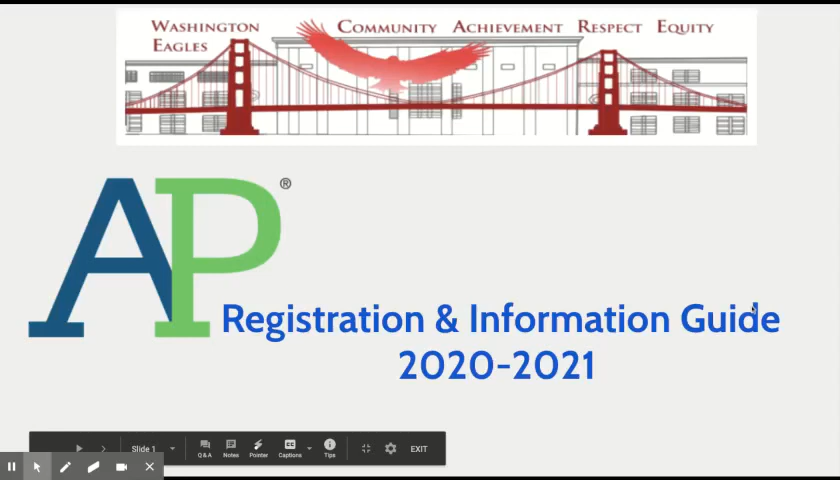 WASHINGTON EAGLES
COMMUNITY ACHIEVEMENT RESPECT EQUITY
AP®
Registration & Information Guide
2020-2021
Slide 1
Q & A
Notes
Pointer
CC
Captions
Tips
EXIT